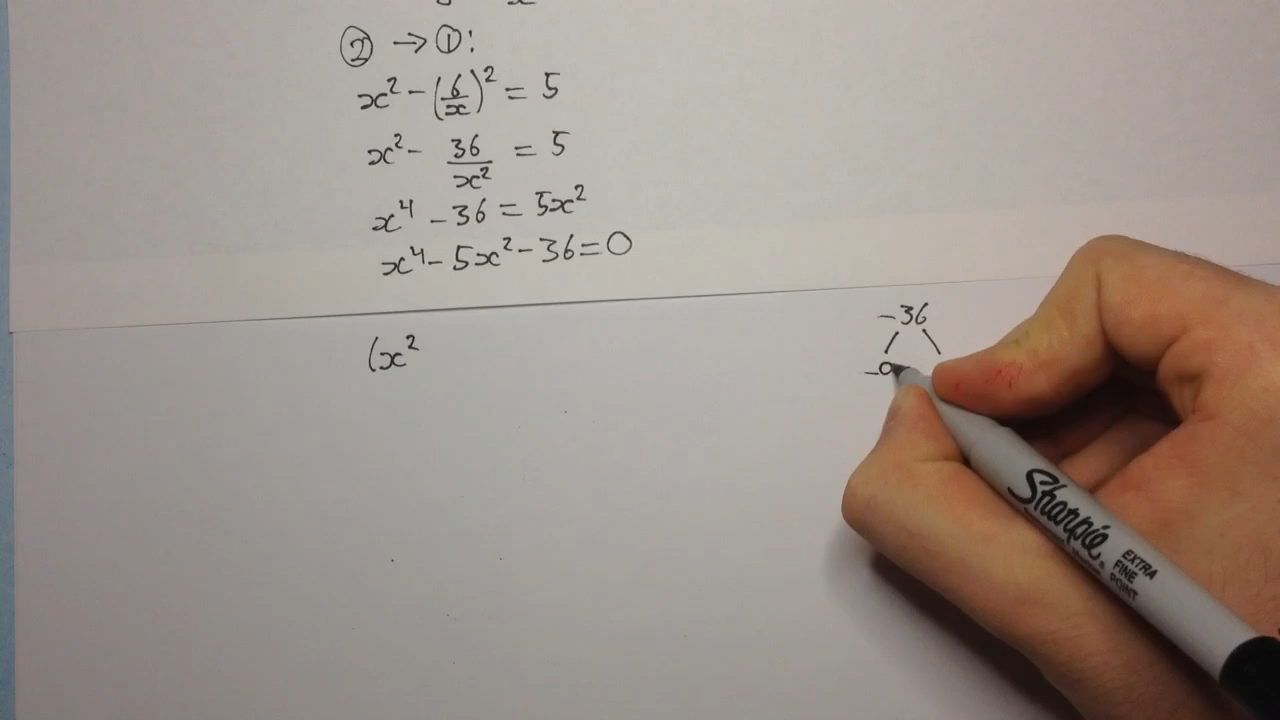 ② → ①:
x² - (6/x)² = 5
x² - 36/x² = 5
x⁴ - 36 = 5x²
x⁴ - 5x² - 36 = 0
(x²
-36
Sharpie
EXTRA
FINE
POINT